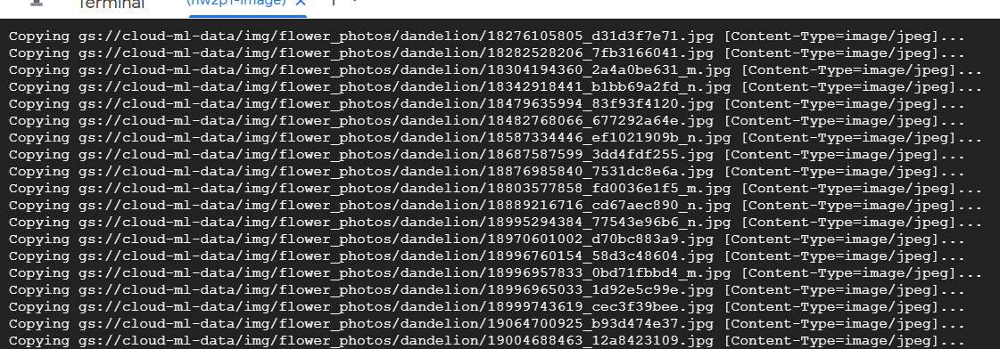 Terminal
(hw2p1-image)
Copying gs://cloud-ml-data/img/flower_photos/dandelion/18276105805_d31d3f7e71.jpg [Content-Type=image/jpeg]...
Copying gs://cloud-ml-data/img/flower_photos/dandelion/18282528206_7fb3166041.jpg [Content-Type=image/jpeg]...
Copying gs://cloud-ml-data/img/flower_photos/dandelion/18304194360_2a4a0be631_m.jpg [Content-Type=image/jpeg]...
Copying gs://cloud-ml-data/img/flower_photos/dandelion/18342918441_b1bb69a2fd_n.jpg [Content-Type=image/jpeg]...
Copying gs://cloud-ml-data/img/flower_photos/dandelion/18479635994_83f93f4120.jpg [Content-Type=image/jpeg]...
Copying gs://cloud-ml-data/img/flower_photos/dandelion/18482768066_677292a64e.jpg [Content-Type=image/jpeg]...
Copying gs://cloud-ml-data/img/flower_photos/dandelion/18587334446_ef1021909b_n.jpg [Content-Type=image/jpeg]...
Copying gs://cloud-ml-data/img/flower_photos/dandelion/18687587599_3dd4fdf255.jpg [Content-Type=image/jpeg]...
Copying gs://cloud-ml-data/img/flower_photos/dandelion/18876985840_7531dc8e6a.jpg [Content-Type=image/jpeg]...
Copying gs://cloud-ml-data/img/flower_photos/dandelion/18803577858_fd0036e1f5_m.jpg [Content-Type=image/jpeg]...
Copying gs://cloud-ml-data/img/flower_photos/dandelion/18889216716_cd67aec890_n.jpg [Content-Type=image/jpeg]...
Copying gs://cloud-ml-data/img/flower_photos/dandelion/18995294384_77543e96b6_n.jpg [Content-Type=image/jpeg]...
Copying gs://cloud-ml-data/img/flower_photos/dandelion/18970601002_d70bc883a9.jpg [Content-Type=image/jpeg]...
Copying gs://cloud-ml-data/img/flower_photos/dandelion/18996760154_58d3c48604.jpg [Content-Type=image/jpeg]...
Copying gs://cloud-ml-data/img/flower_photos/dandelion/18996957833_0bd71fbbd4_m.jpg [Content-Type=image/jpeg]...
Copying gs://cloud-ml-data/img/flower_photos/dandelion/18996965033_1d92e5c99e.jpg [Content-Type=image/jpeg]...
Copying gs://cloud-ml-data/img/flower_photos/dandelion/18999743619_cec3f39bee.jpg [Content-Type=image/jpeg]...
Copying gs://cloud-ml-data/img/flower_photos/dandelion/19064700925_b93d474e37.jpg [Content-Type=image/jpeg]...
Copying gs://cloud-ml-data/img/flower_photos/dandelion/19004688463_12a8423109.jpg [Content-Type=image/jpeg]...